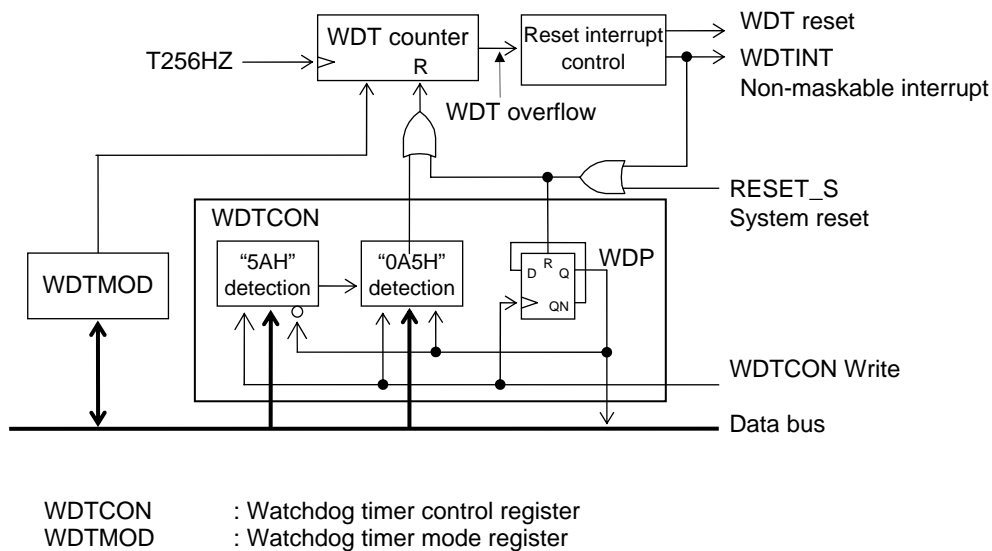 WDT counter
R
T256HZ
Reset interrupt
control
WDT reset
WDTINT
Non-maskable interrupt
WDT overflow
RESET_S
System reset
WDTCON
WDTMOD
“5AH”
detection
“0A5H”
detection
WDP
D
R
Q
QN
WDTCON Write
Data bus
WDTCON : Watchdog timer control register
WDTMOD : Watchdog timer mode register